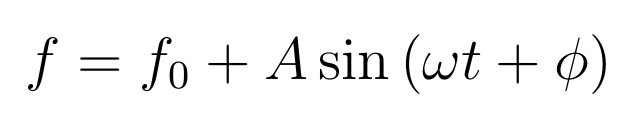 f = f₀ + A sin (ωt + ϕ)